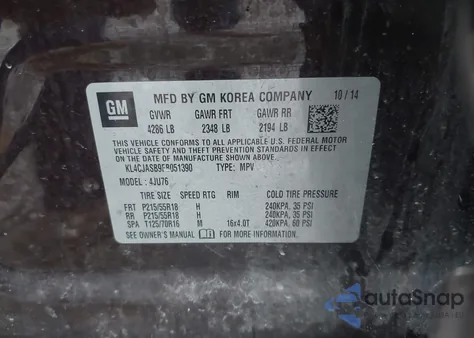 GM
MFD BY GM KOREA COMPANY 10/14
GVWR GAWR FRT GAWR RR
4286 LB 2348 LB 2194 LB
THIS VEHICLE CONFORMS TO ALL APPLICABLE U.S. FEDERAL MOTOR
VEHICLE SAFETY, BUMPER, AND THEFT PREVENTION STANDARDS IN
EFFECT ON THE DATE OF MANUFACTURE SHOWN ABOVE.
TYPE: MPV
MODEL: 4JU76
TIRE SIZE SPEED RTG RIM COLD TIRE PRESSURE
FRT P215/55R18 H 240KPA, 35 PSI
RR P215/55R18 H 240KPA, 35 PSI
SPA T125/70R16 M 16x4.0T 420KPA, 60 PSI
SEE OWNER'S MANUAL FOR MORE INFORMATION.
autoSnap